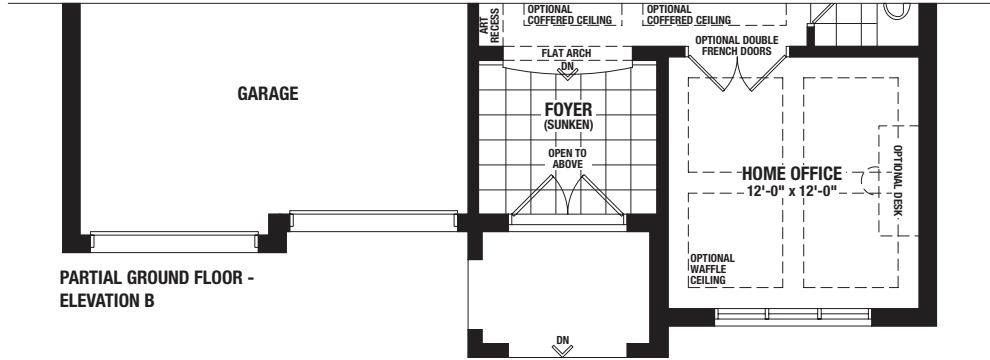 OPTIONAL
COFFERED CEILING
OPTIONAL
COFFERED CEILING
ART
RECESS
OPTIONAL DOUBLE
FRENCH DOORS
FLAT ARCH
DN
GARAGE
FOYER
(SUNKEN)
OPEN TO
ABOVE
HOME OFFICE
12'-0" x 12'-0"
OPTIONAL DESK
OPTIONAL
WAFFLE
CEILING
PARTIAL GROUND FLOOR -
ELEVATION B
DN